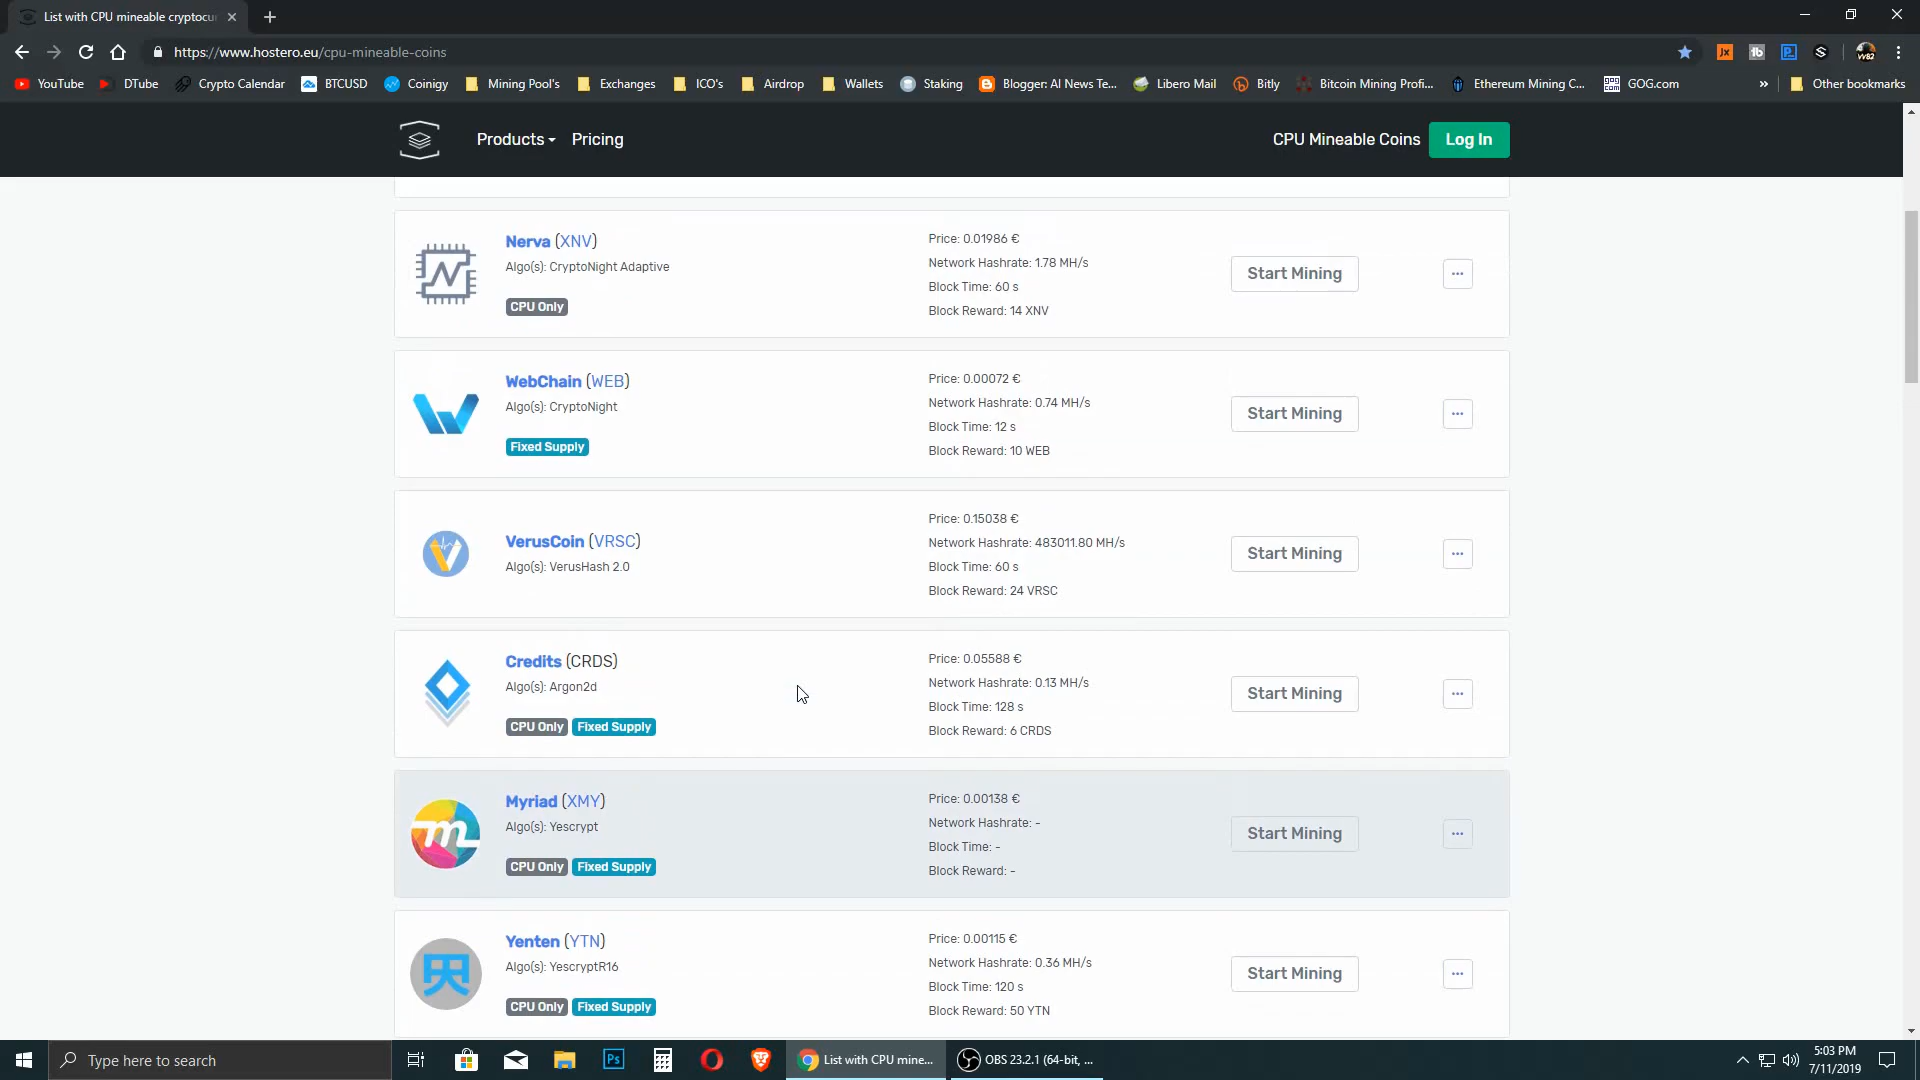 List with CPU mineable cryptocu
https://www.hostero.eu/cpu-mineable-coins
YouTube DTube Crypto Calendar BTCUSD Coinigy Mining Pool's Exchanges ICO's Airdrop Wallets Staking Blogger: AI News Te... Libero Mail Bitly Bitcoin Mining Profi... Ethereum Mining C... GOG.com » Other bookmarks
Products Pricing CPU Mineable Coins Log In
Nerva (XNV)
Algo(s): CryptoNight Adaptive
CPU Only
Price: 0.01986 €
Network Hashrate: 1.78 MH/s
Block Time: 60 s
Block Reward: 14 XNV
Start Mining
...
WebChain (WEB)
Algo(s): CryptoNight
Fixed Supply
Price: 0.00072 €
Network Hashrate: 0.74 MH/s
Block Time: 12 s
Block Reward: 10 WEB
Start Mining
...
VerusCoin (VRSC)
Algo(s): VerusHash 2.0
Price: 0.15038 €
Network Hashrate: 483011.80 MH/s
Block Time: 60 s
Block Reward: 24 VRSC
Start Mining
...
Credits (CRDS)
Algo(s): Argon2d
CPU Only Fixed Supply
Price: 0.05588 €
Network Hashrate: 0.13 MH/s
Block Time: 128 s
Block Reward: 6 CRDS
Start Mining
...
Myriad (XMY)
Algo(s): Yescrypt
CPU Only Fixed Supply
Price: 0.00138 €
Network Hashrate: -
Block Time: -
Block Reward: -
Start Mining
...
Yenten (YTN)
Algo(s): YescryptR16
CPU Only Fixed Supply
Price: 0.00115 €
Network Hashrate: 0.36 MH/s
Block Time: 120 s
Block Reward: 50 YTN
Start Mining
...
Type here to search
Ps
List with CPU mine...
OBS 23.2.1 (64-bit, ...
5:03 PM
7/11/2019